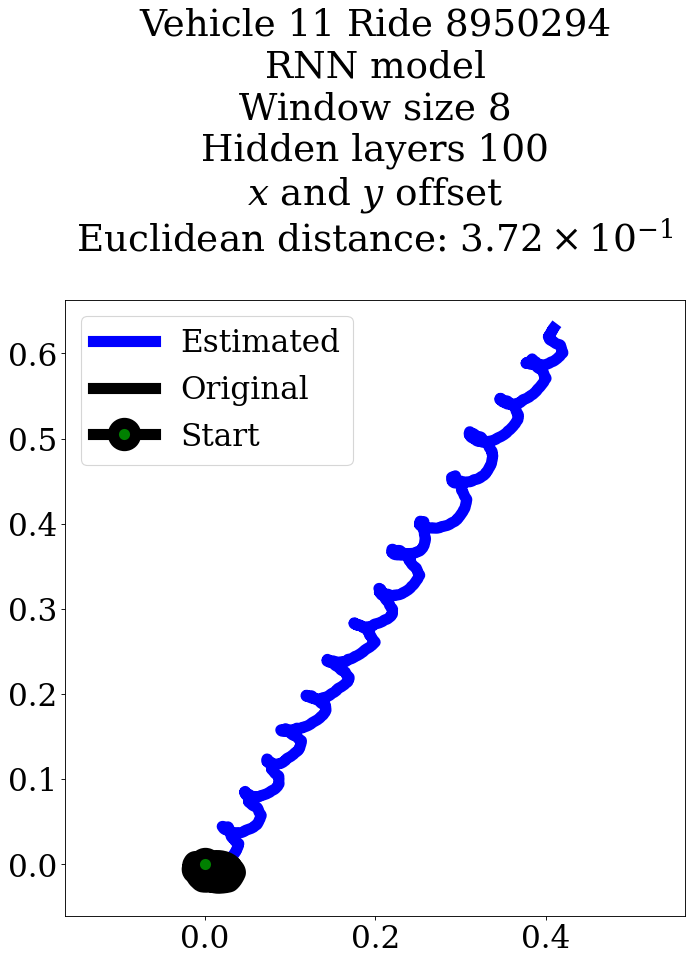 Vehicle 11 Ride 8950294
RNN model
Window size 8
Hidden layers 100
x and y offset
Euclidean distance: 3.72 × 10⁻¹
Estimated
Original
Start
0.6
0.5
0.4
0.3
0.2
0.1
0.0
0.0 0.2 0.4